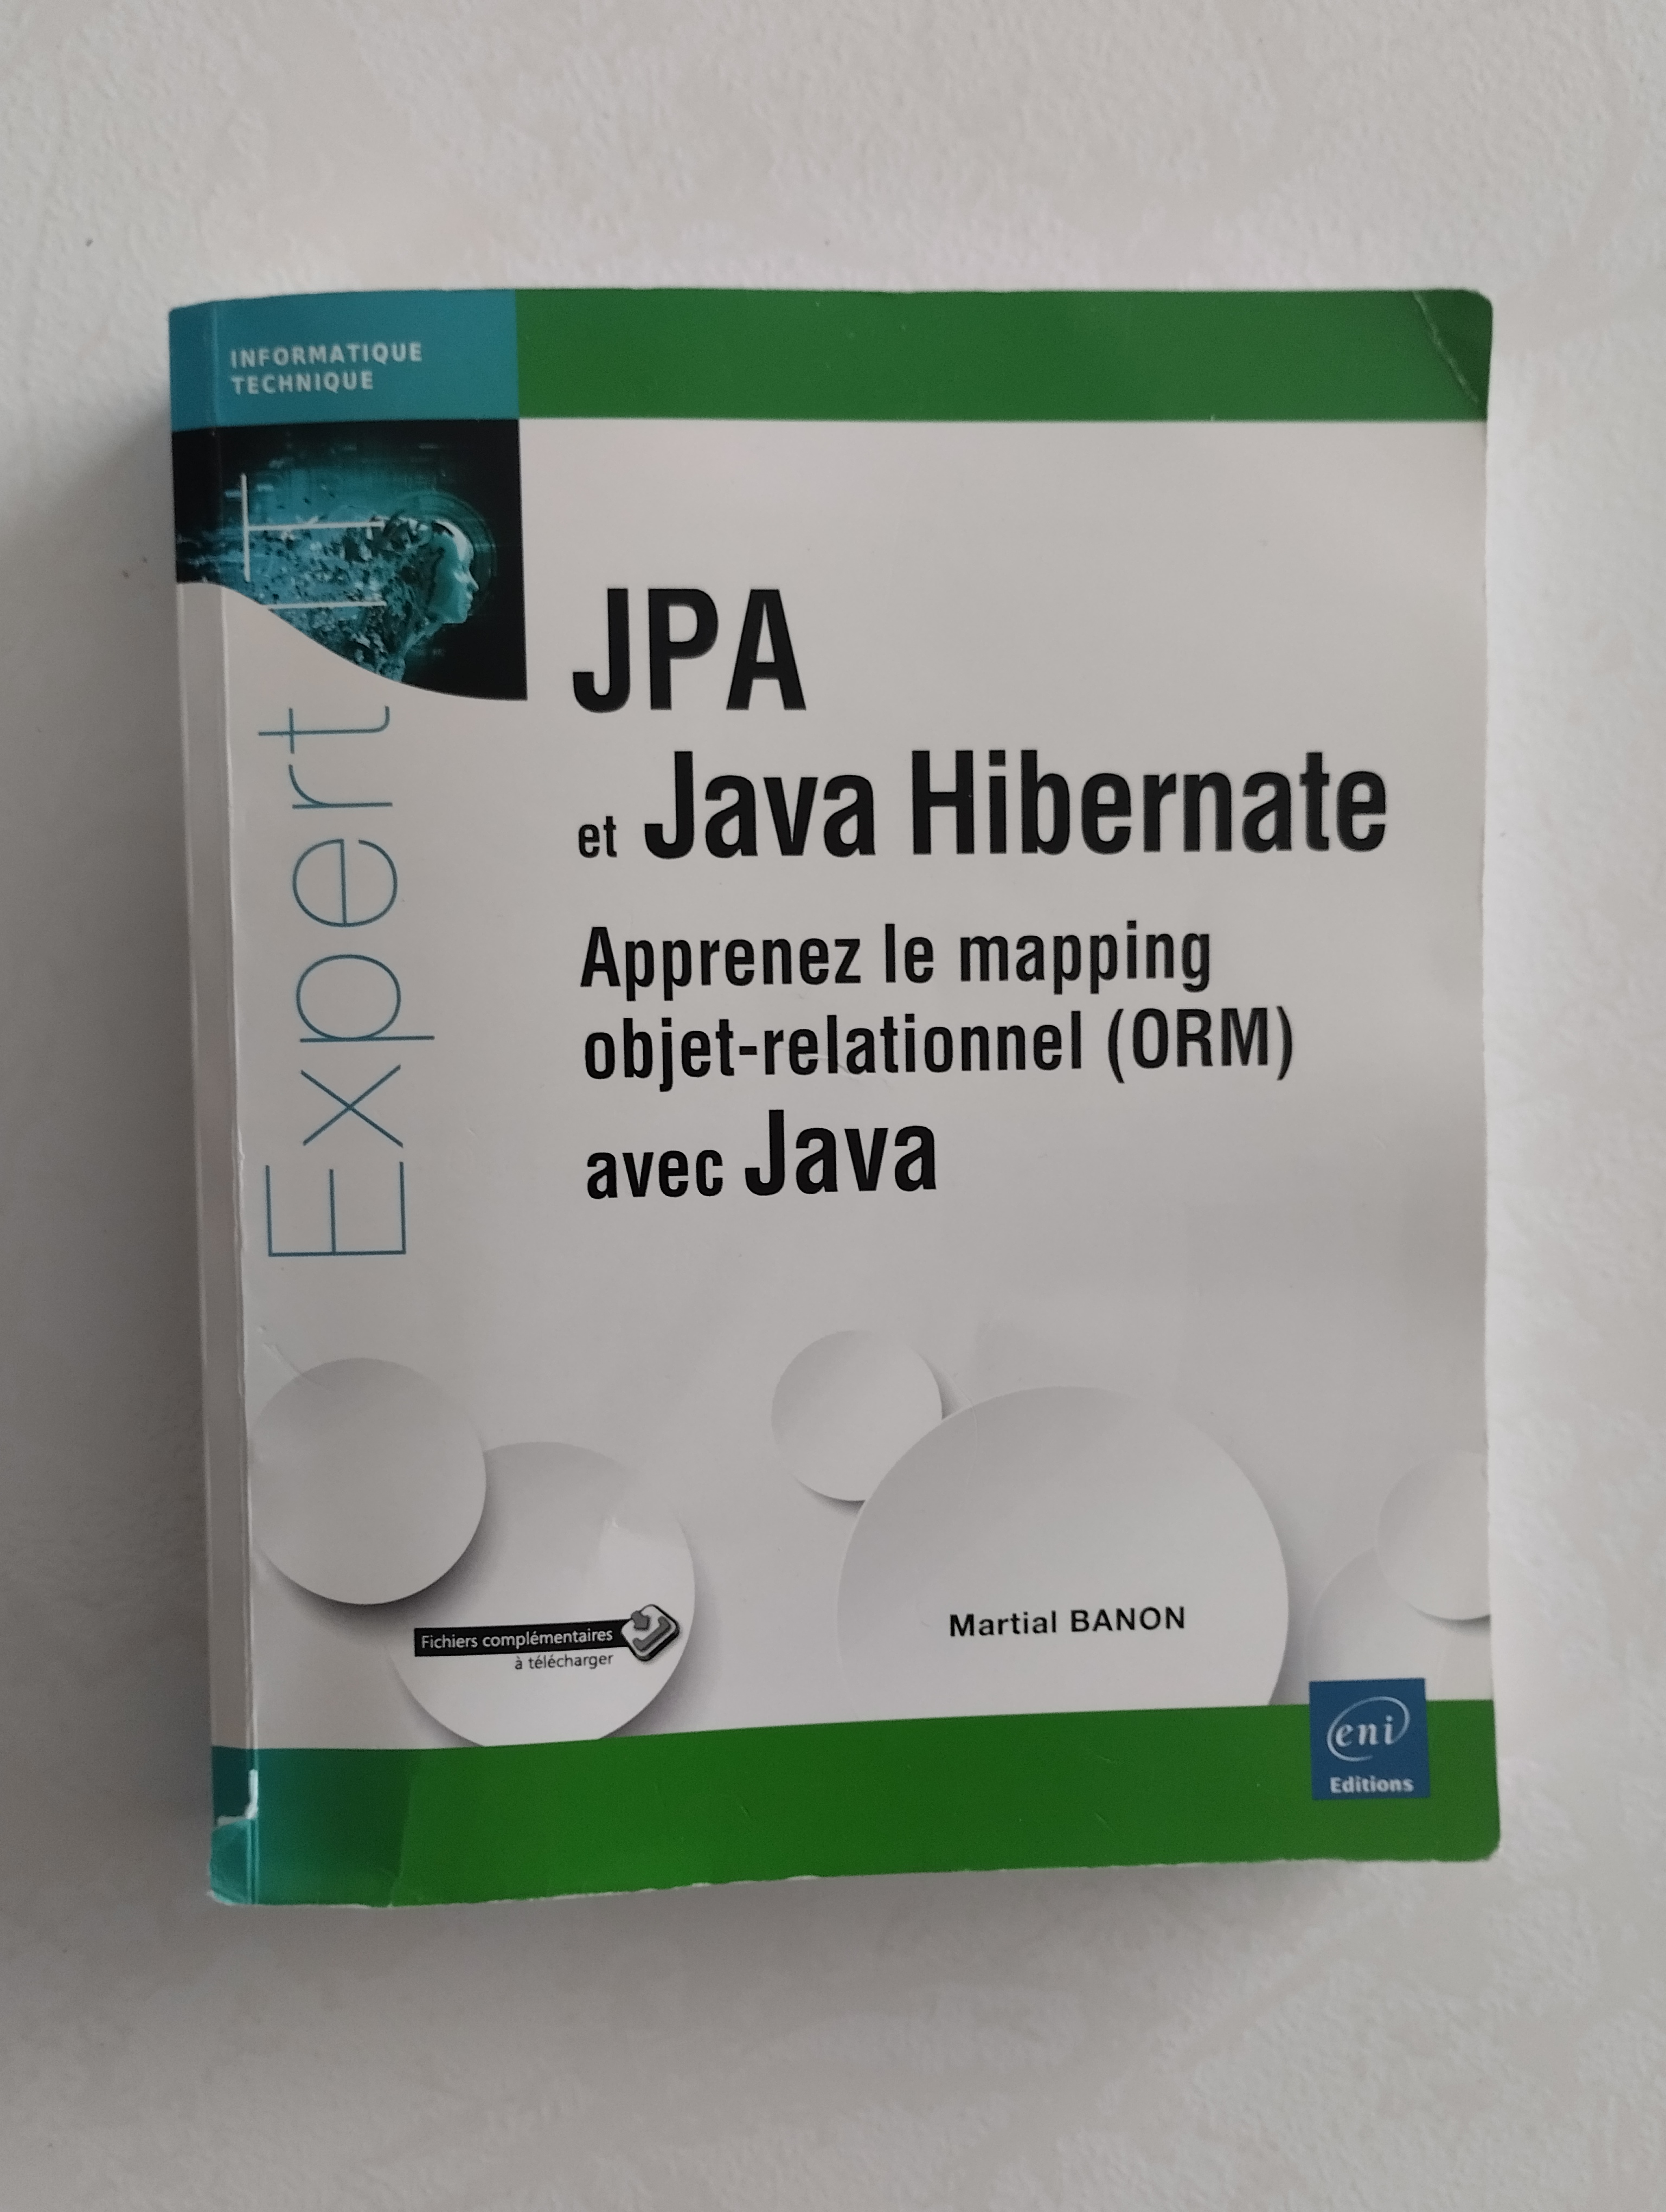 INFORMATIQUE
TECHNIQUE
Expert IT
JPA
et Java Hibernate
Apprenez le mapping
objet-relationnel (ORM)
avec Java
Fichiers complémentaires
à télécharger
Martial BANON
eni
Editions